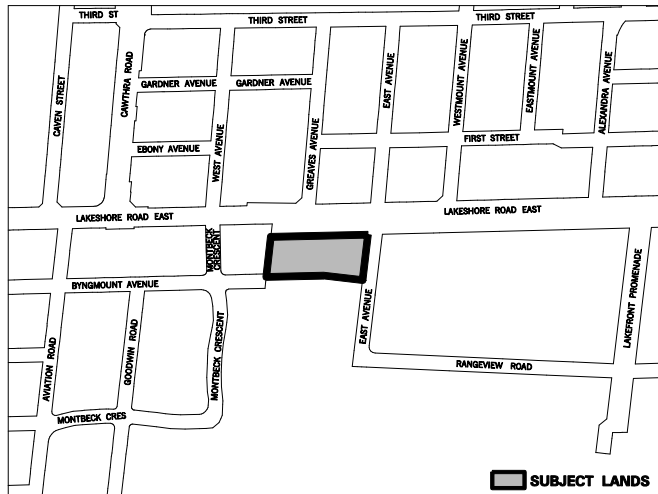 THIRD ST
THIRD STREET
THIRD STREET
CAVEN STREET
CAWTHRA ROAD
GARDNER AVENUE
GARDNER AVENUE
EAST AVENUE
WESTMOUNT AVENUE
EASTMOUNT AVENUE
ALEXANDRA AVENUE
EBONY AVENUE
WEST AVENUE
GREAVES AVENUE
FIRST STREET
LAKESHORE ROAD EAST
LAKESHORE ROAD EAST
MONTBECK
CRESCENT
BYNGMOUNT AVENUE
AVIATION ROAD
GOODWIN ROAD
MONTBECK CRESCENT
EAST AVENUE
LAKEFRONT PROMENADE
RANGEVIEW ROAD
MONTBECK CRES
SUBJECT LANDS